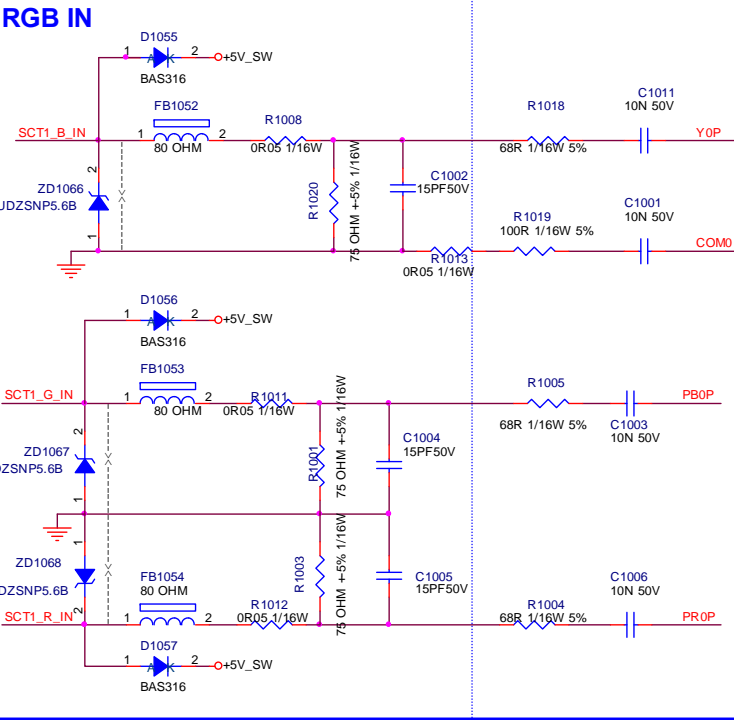 RGB IN
D1055
1 2 +5V_SW
BAS316
FB1052
R1008
R1018
C1011
10N 50V
SCT1_B_IN
1 2
80 OHM
0R05 1/16W
68R 1/16W 5%
Y0P
2
ZD1066
UDZSNP5.6B
1
R1020
75 OHM +-5% 1/16W
C1002
15PF50V
C1001
10N 50V
R1019
100R 1/16W 5%
COM0
R1013
0R05 1/16W
D1056
1 2 +5V_SW
BAS316
FB1053
SCT1_G_IN
1 2
80 OHM
R1011
0R05 1/16W
R1005
68R 1/16W 5%
PB0P
C1003
10N 50V
2
ZD1067
DZSNP5.6B
1
R1001
75 OHM +-5% 1/16W
C1004
15PF50V
1
ZD1068
DZSNP5.6B
2
FB1054
80 OHM
R1003
75 OHM +-5% 1/16W
C1005
15PF50V
C1006
10N 50V
SCT1_R_IN
1 2
R1012
0R05 1/16W
R1004
68R 1/16W 5%
PR0P
D1057
1 2 +5V_SW
BAS316